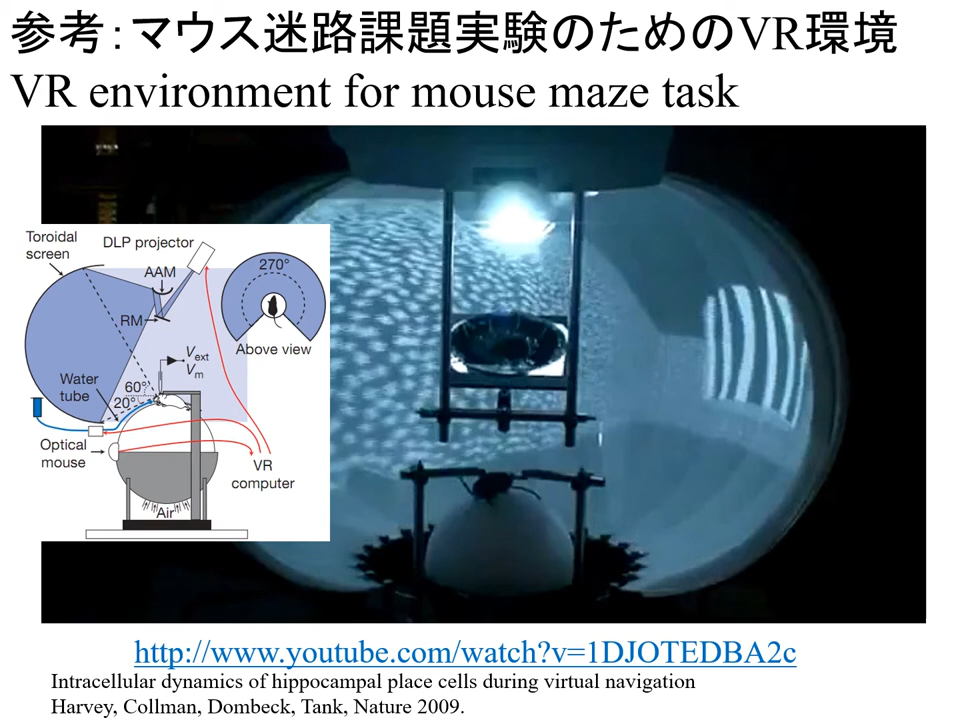 参考:マウス迷路課題実験のためのVR環境
VR environment for mouse maze task
Toroidal
screen
DLP projector
AAM
RM
270°
Above view
Vext
Vm
Water
tube
60°
20°
Optical
mouse
VR
computer
Air
http://www.youtube.com/watch?v=1DJOTEDBA2c
Intracellular dynamics of hippocampal place cells during virtual navigation
Harvey, Collman, Dombeck, Tank, Nature 2009.